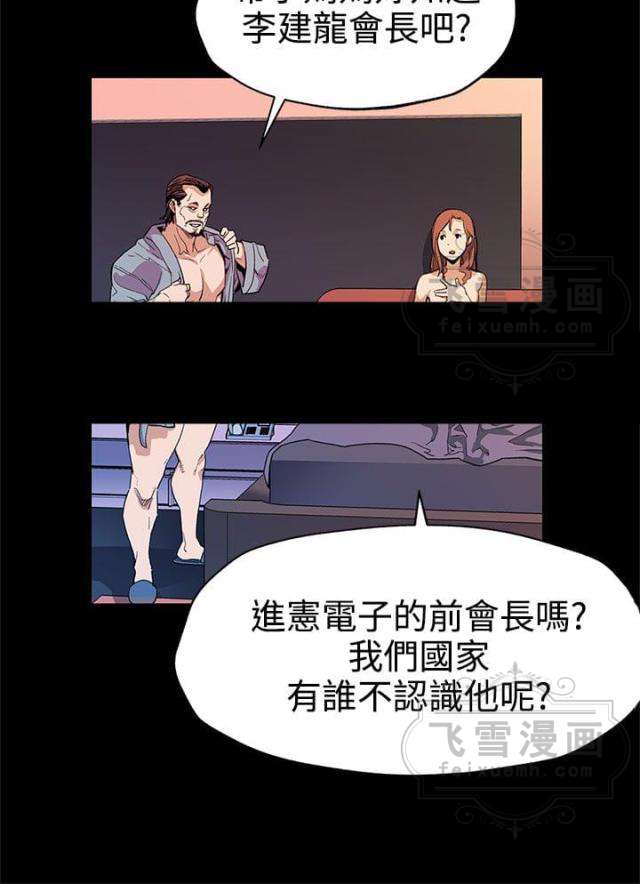 李建龍會長吧?
飞雪漫画
feixuemh.com
進憲電子的前會長嗎?
我們國家
有誰不認識他呢?
飞雪漫画
feixuemh.com